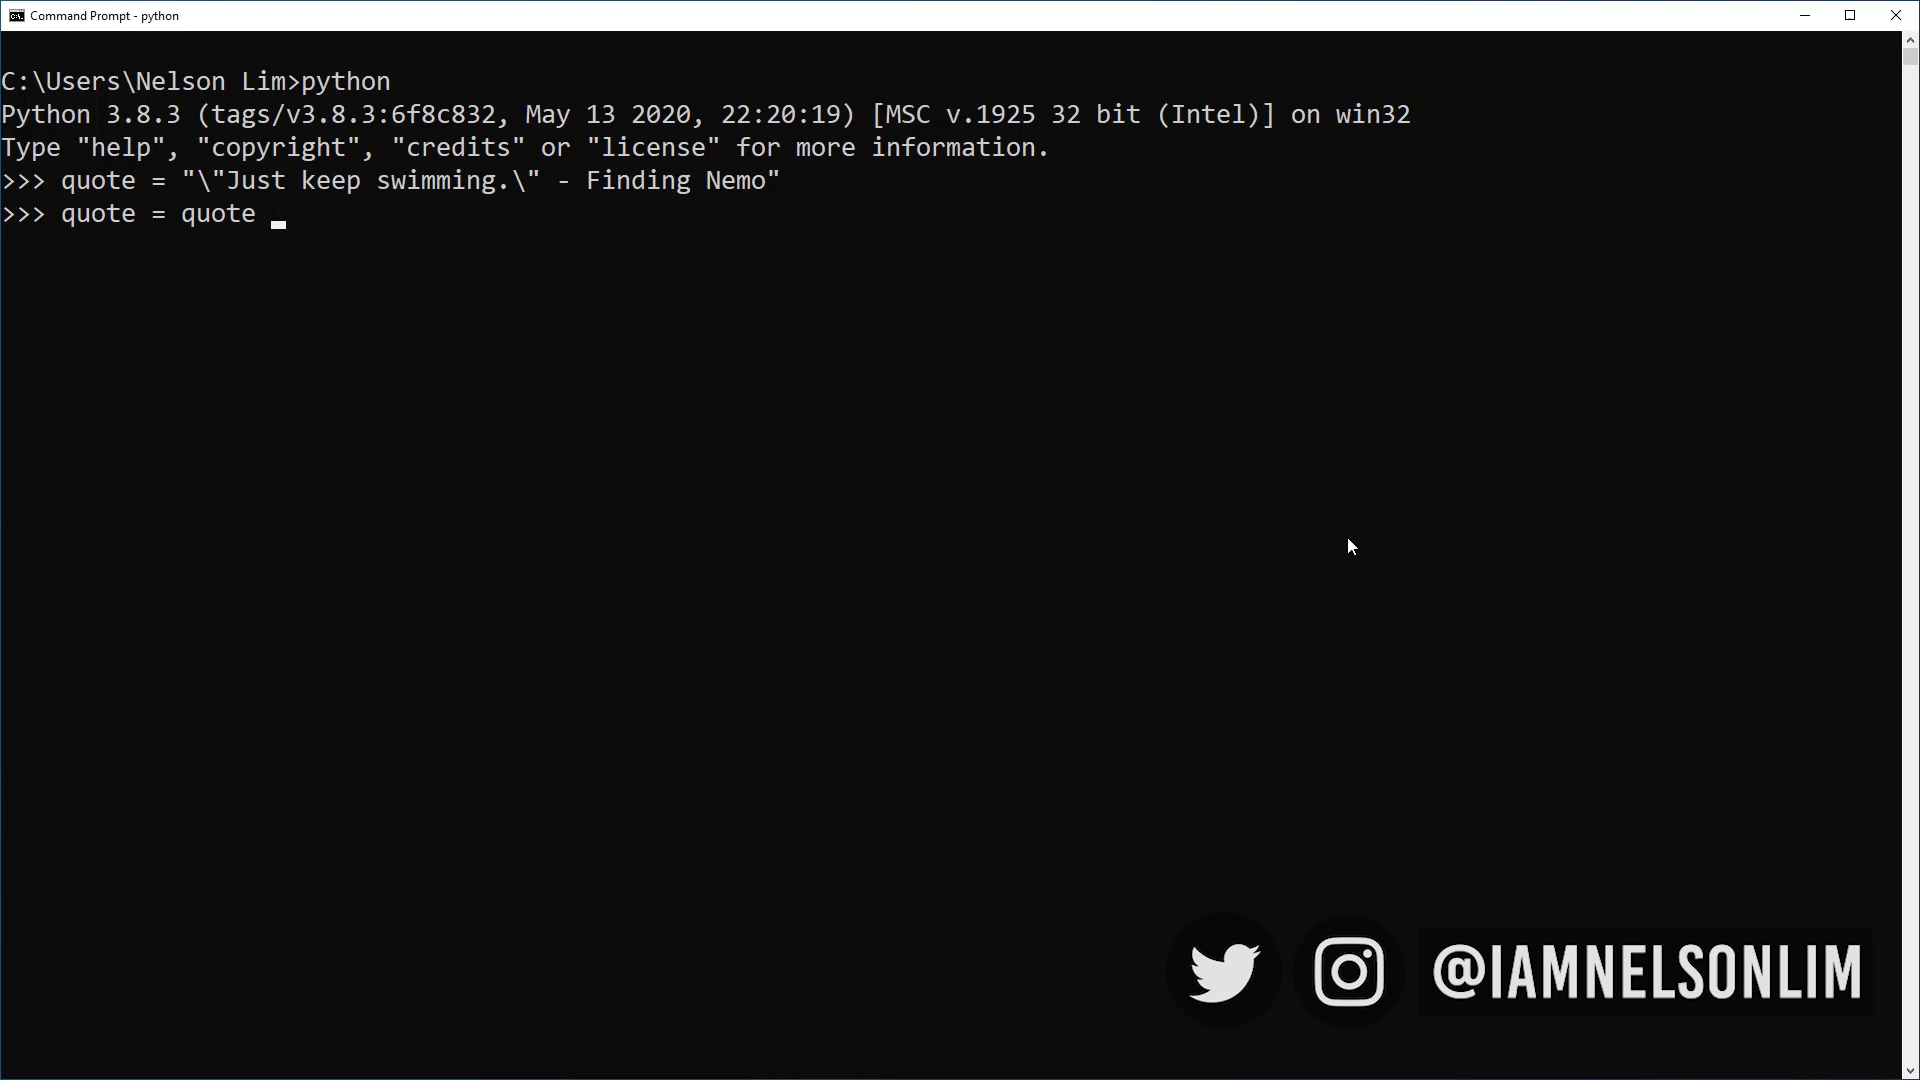 Command Prompt - python
C:\Users\Nelson Lim>python
Python 3.8.3 (tags/v3.8.3:6f8c832, May 13 2020, 22:20:19) [MSC v.1925 32 bit (Intel)] on win32
Type "help", "copyright", "credits" or "license" for more information.
>>> quote = "\"Just keep swimming.\" - Finding Nemo"
>>> quote = quote _
@IAMNELSONLIM